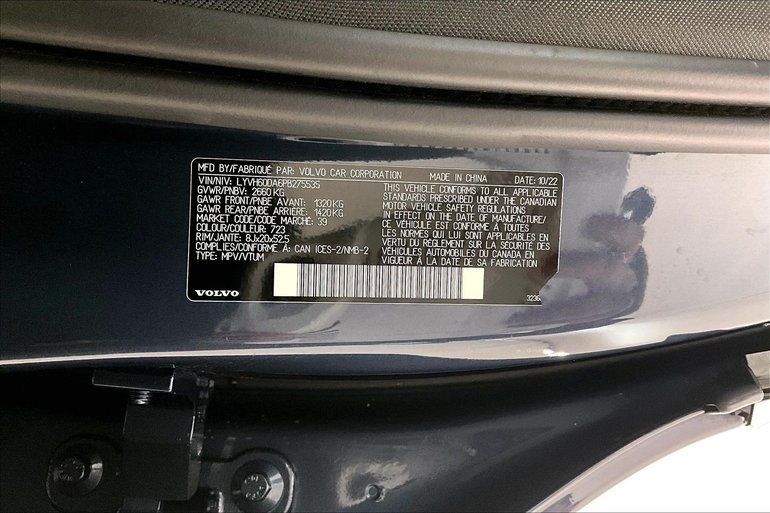 MFD BY/FABRIQUÉ PAR: VOLVO CAR CORPORATION MADE IN CHINA DATE: 10/22
VIN/NIV: LYVH60DA6PB275535
GVWR/PNBV: 2660 KG
GAWR FRONT/PNBE AVANT : 1320 KG
GAWR REAR/PNBE ARRIÈRE : 1420 KG
MARKET CODE/CODE MARCHÉ: 39
COLOUR/COULEUR: 723
RIM/JANTE: 8Jx20x52.5
COMPLIES/CONFORME À: CAN ICES-2/NMB-2
TYPE: MPV/VTUM
THIS VEHICLE CONFORMS TO ALL APPLICABLE
STANDARDS PRESCRIBED UNDER THE CANADIAN
MOTOR VEHICLE SAFETY REGULATIONS
IN EFFECT ON THE DATE OF MANUFACTURE/
CE VÉHICULE EST CONFORME À TOUTES
LES NORMES QUI LUI SONT APPLICABLES EN
VERTU DU RÈGLEMENT SUR LA SÉCURITÉ DES
VÉHICULES AUTOMOBILES DU CANADA EN
VIGUEUR À LA DATE DE SA FABRICATION
VOLVO
3236